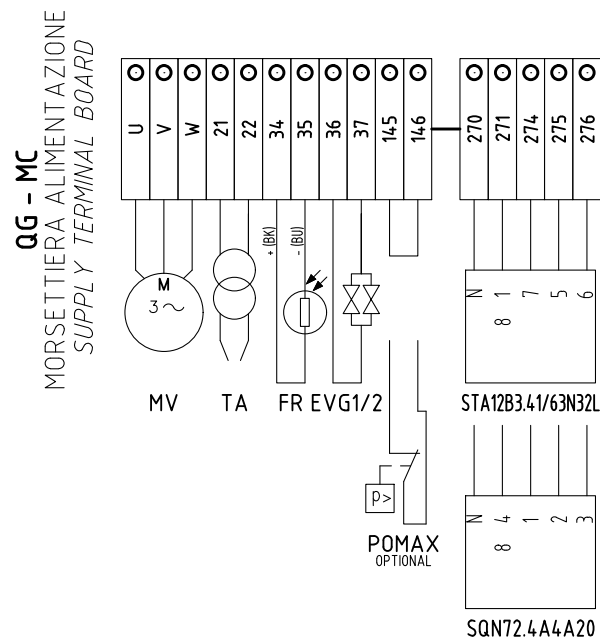 QG - MC
MORSETTIERA ALIMENTAZIONE
SUPPLY TERMINAL BOARD
U V W 21 22 34 35 36 37 145 146 270 271 274 275 276
+ (BK) - (BU)
M
3~
N 1 7 5 6
8
MV TA FR EVG1/2 STA12B3.41/63N32L
p>
POMAX
OPTIONAL
N 4 1 2 3
8
SQN72.4A4A20